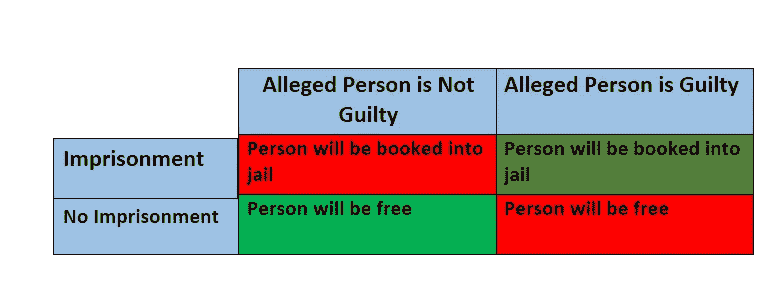 Alleged Person is Not
Guilty
Alleged Person is Guilty
Imprisonment
Person will be booked into
jail
Person will be booked into
jail
No Imprisonment
Person will be free
Person will be free